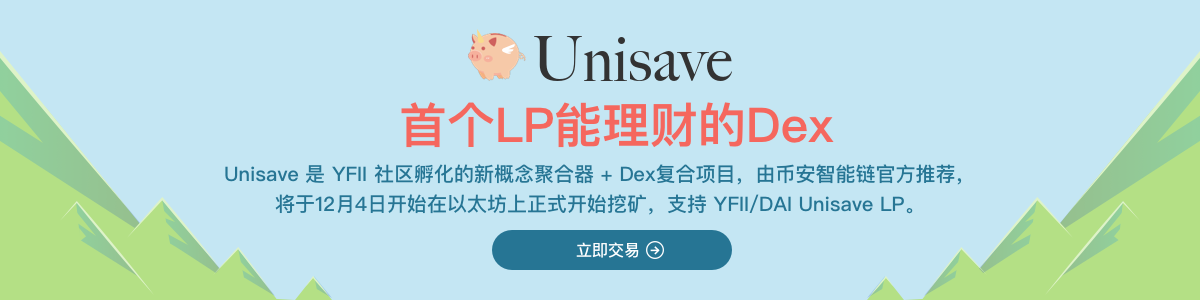 Unisave
首个LP能理财的Dex
Unisave 是 YFII 社区孵化的新概念聚合器 + Dex复合项目，由币安智能链官方推荐，
将于12月4日开始在以太坊上正式开始挖矿，支持 YFII/DAI Unisave LP。
立即交易